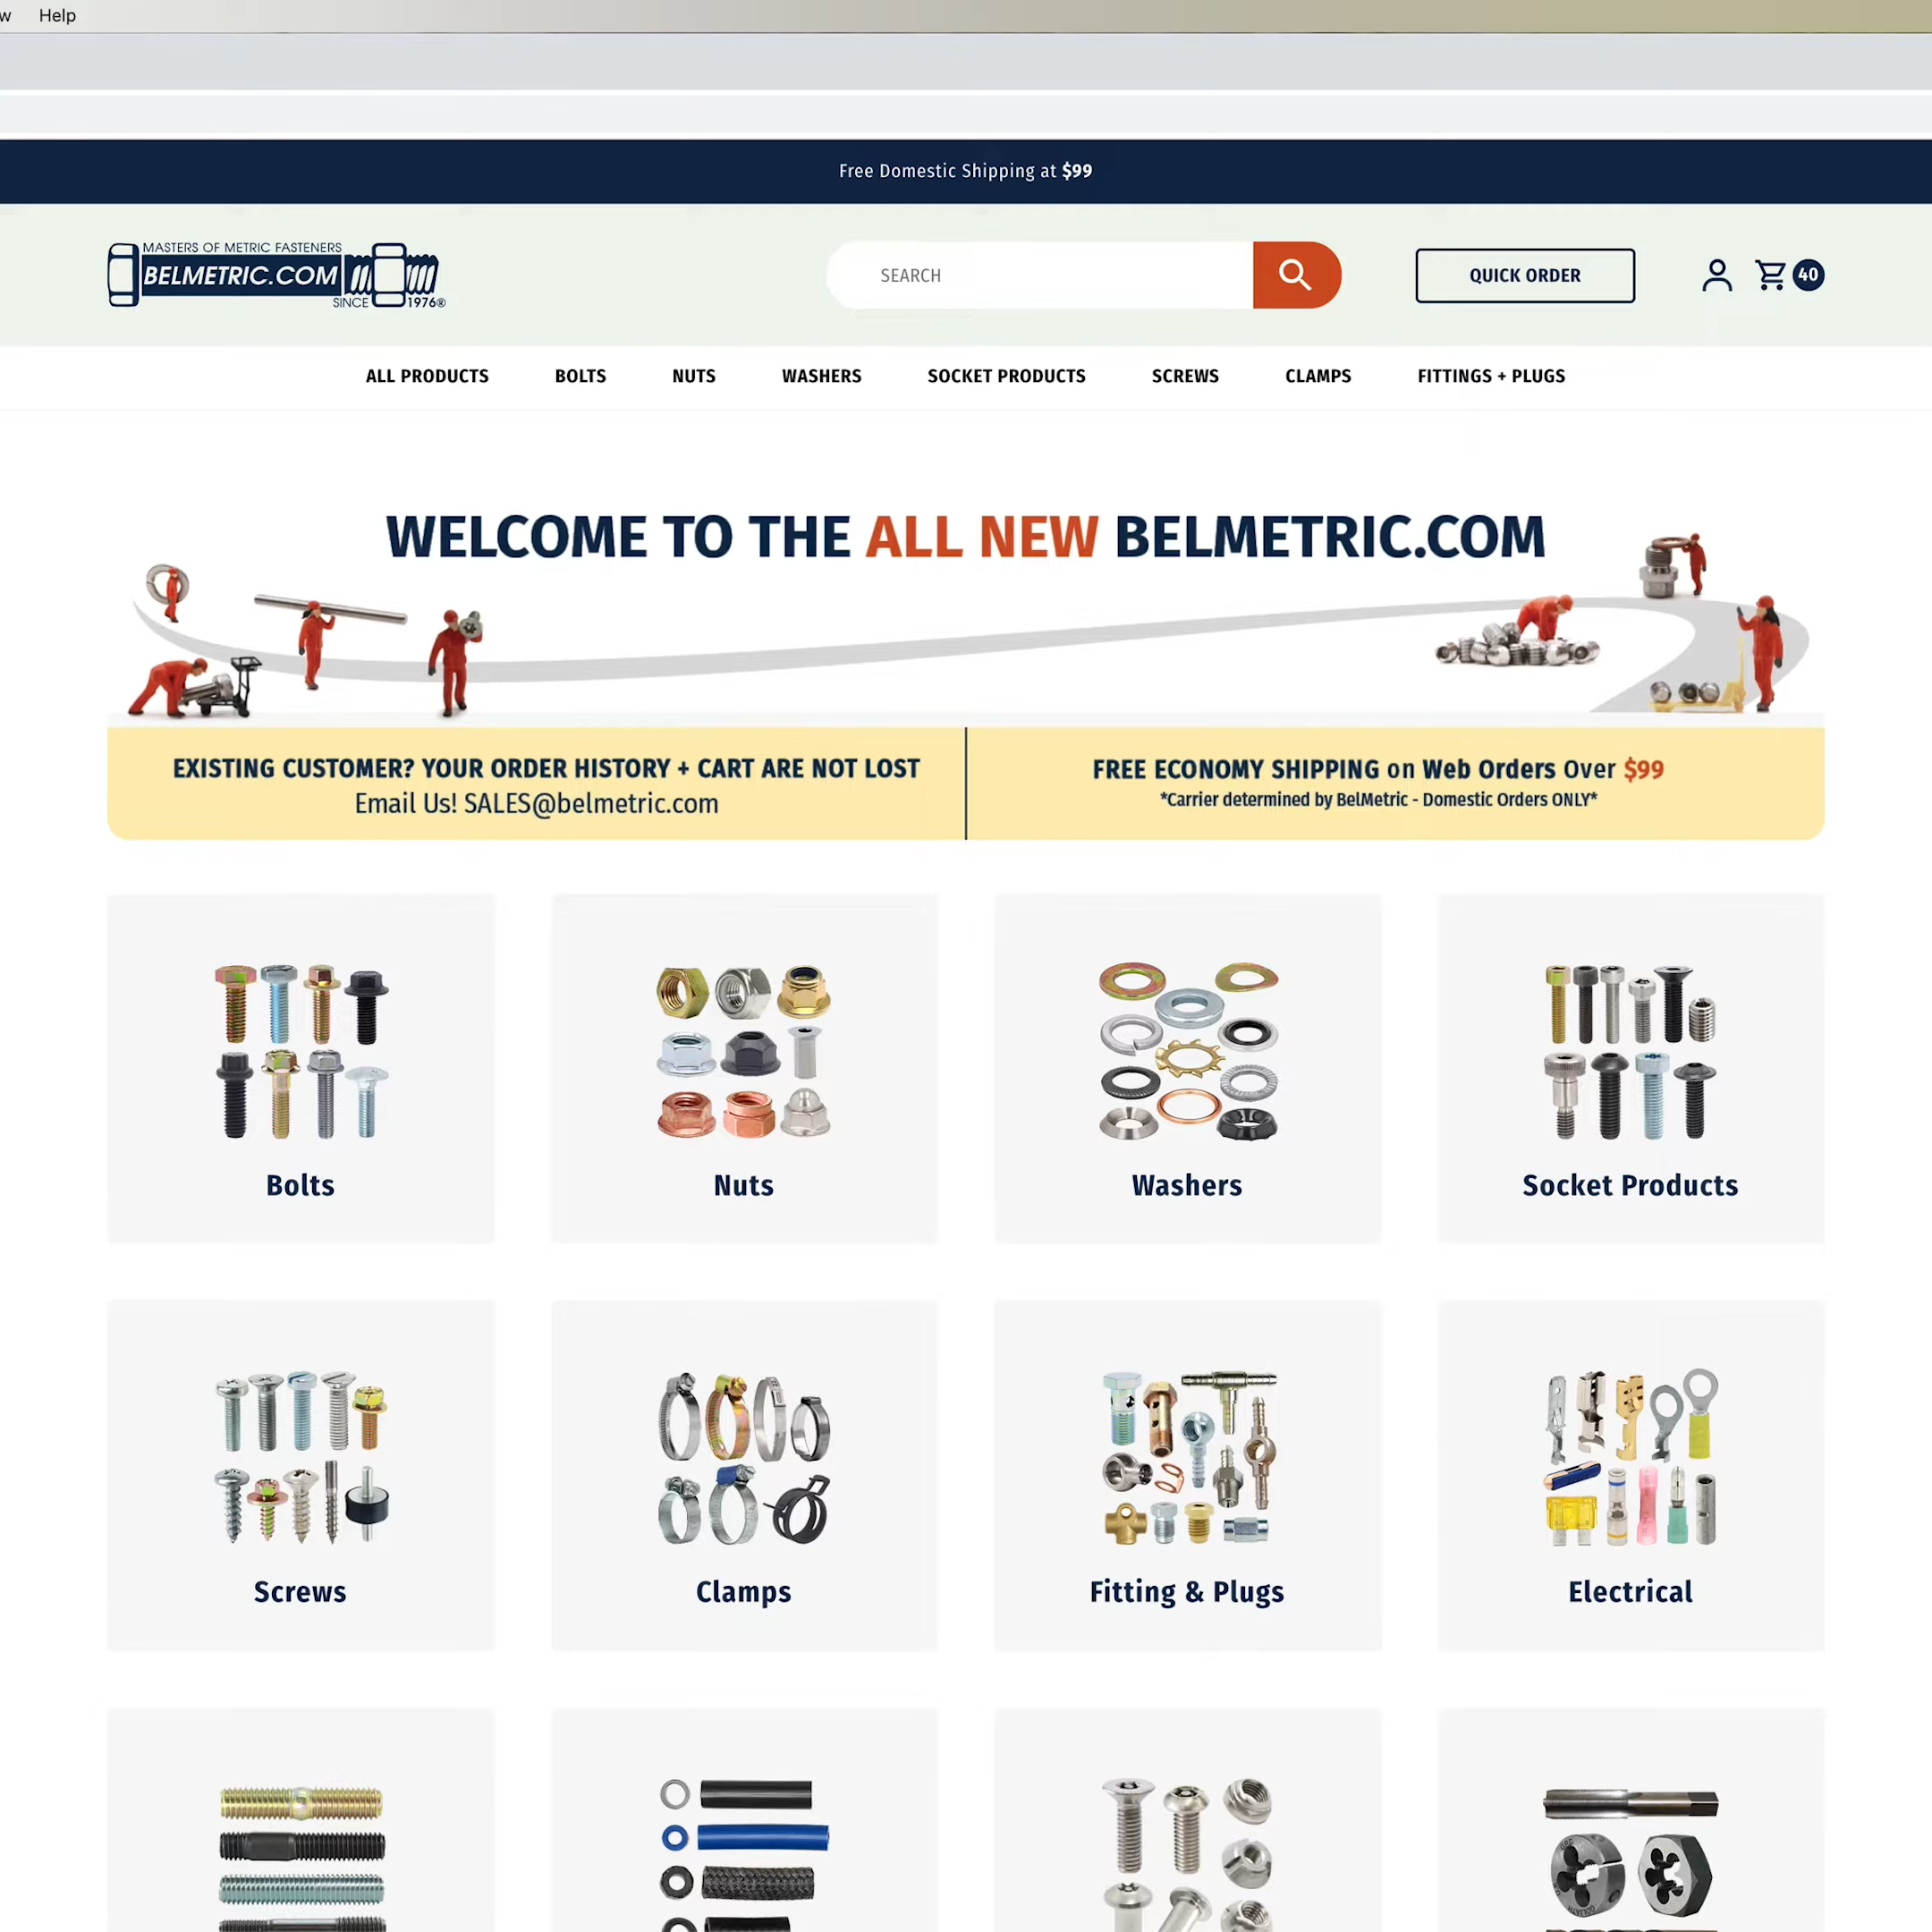 w Help
Free Domestic Shipping at $99
MASTERS OF METRIC FASTENERS
BELMETRIC.COM
SINCE 1976®
SEARCH
QUICK ORDER
40
ALL PRODUCTS BOLTS NUTS WASHERS SOCKET PRODUCTS SCREWS CLAMPS FITTINGS + PLUGS
WELCOME TO THE ALL NEW BELMETRIC.COM
EXISTING CUSTOMER? YOUR ORDER HISTORY + CART ARE NOT LOST
Email Us! SALES@belmetric.com
FREE ECONOMY SHIPPING on Web Orders Over $99
*Carrier determined by BelMetric - Domestic Orders ONLY*
Bolts Nuts Washers Socket Products
Screws Clamps Fitting & Plugs Electrical